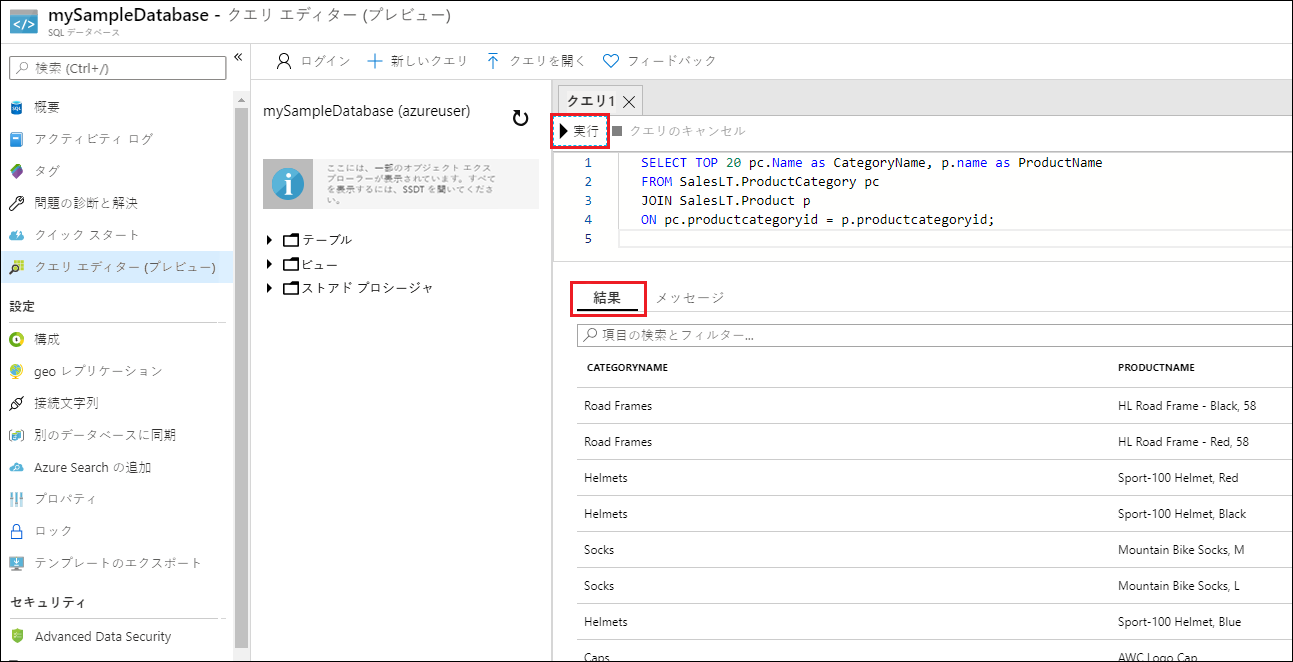 mySampleDatabase - クエリ エディター (プレビュー)
SQL データベース
検索 (Ctrl+/)
«
概要
アクティビティ ログ
タグ
問題の診断と解決
クイック スタート
クエリ エディター (プレビュー)
設定
構成
geo レプリケーション
接続文字列
別のデータベースに同期
Azure Search の追加
プロパティ
ロック
テンプレートのエクスポート
セキュリティ
Advanced Data Security
ログイン 新しいクエリ クエリを開く フィードバック
mySampleDatabase (azureuser)
ここには、一部のオブジェクト エクス
プローラーが表示されています。すべて
を表示するには、SSDT を開いてくださ
い。
テーブル
ビュー
ストアド プロシージャ
クエリ1
実行 クエリのキャンセル
1 SELECT TOP 20 pc.Name as CategoryName, p.name as ProductName
2 FROM SalesLT.ProductCategory pc
3 JOIN SalesLT.Product p
4 ON pc.productcategoryid = p.productcategoryid;
5
結果 メッセージ
項目の検索とフィルター...
CATEGORYNAME PRODUCTNAME
Road Frames HL Road Frame - Black, 58
Road Frames HL Road Frame - Red, 58
Helmets Sport-100 Helmet, Red
Helmets Sport-100 Helmet, Black
Socks Mountain Bike Socks, M
Socks Mountain Bike Socks, L
Helmets Sport-100 Helmet, Blue
Caps AWC Logo Cap